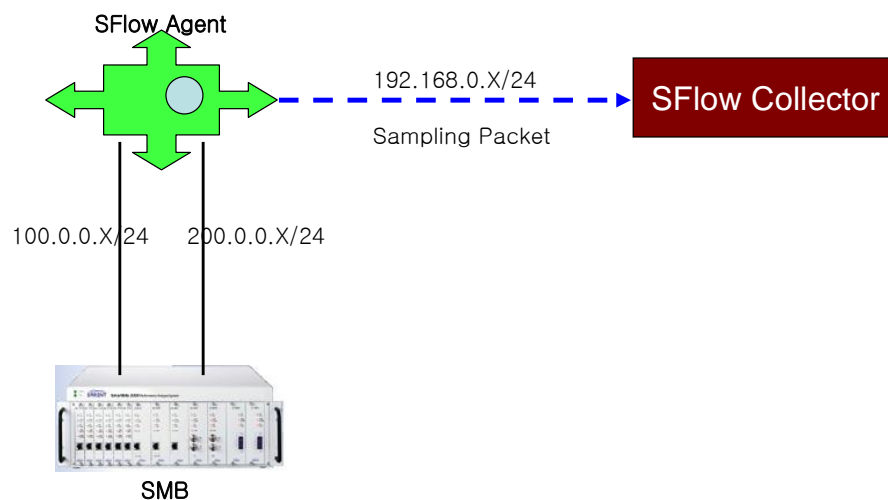 SFlow Agent
192.168.0.X/24
SFlow Collector
Sampling Packet
100.0.0.X/24
200.0.0.X/24
SPIRENT
SMB